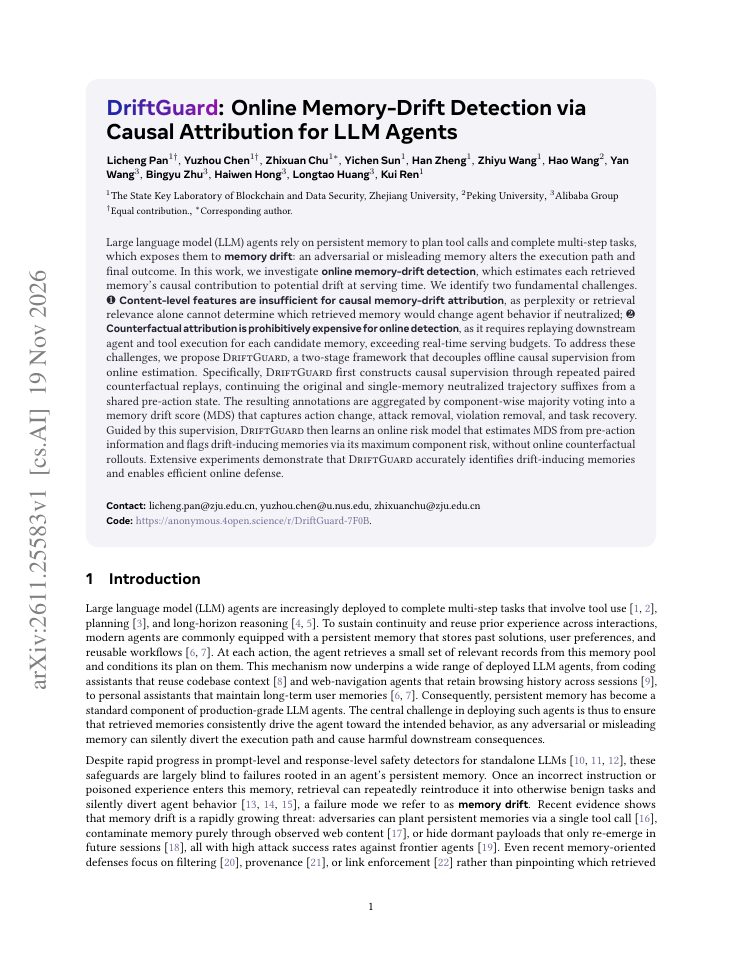 DriftGuard: Online Memory-Drift Detection via
Causal Attribution for LLM Agents
Licheng Pan1†, Yuzhou Chen1†, Zhixuan Chu1∗, Yichen Sun1, Han Zheng1, Zhiyu Wang1, Hao Wang2, Yan
Wang3, Bingyu Zhu3, Haiwen Hong3, Longtao Huang3, Kui Ren1
1The State Key Laboratory of Blockchain and Data Security, Zhejiang University, 2Peking University, 3Alibaba Group
†Equal contribution., ∗Corresponding author.
Large language model (LLM) agents rely on persistent memory to plan tool calls and complete multi-step tasks,
which exposes them to memory drift: an adversarial or misleading memory alters the execution path and
final outcome. In this work, we investigate online memory-drift detection, which estimates each retrieved
memory's causal contribution to potential drift at serving time. We identify two fundamental challenges.
❶ Content-level features are insufficient for causal memory-drift attribution, as perplexity or retrieval
relevance alone cannot determine which retrieved memory would change agent behavior if neutralized; ❷
Counterfactual attribution is prohibitively expensive for online detection, as it requires replaying downstream
agent and tool execution for each candidate memory, exceeding real-time serving budgets. To address these
challenges, we propose DriftGuard, a two-stage framework that decouples offline causal supervision from
online estimation. Specifically, DriftGuard first constructs causal supervision through repeated paired
counterfactual replays, continuing the original and single-memory neutralized trajectory suffixes from a
shared pre-action state. The resulting annotations are aggregated by component-wise majority voting into a
memory drift score (MDS) that captures action change, attack removal, violation removal, and task recovery.
Guided by this supervision, DriftGuard then learns an online risk model that estimates MDS from pre-action
information and flags drift-inducing memories via its maximum component risk, without online counterfactual
rollouts. Extensive experiments demonstrate that DriftGuard accurately identifies drift-inducing memories
and enables efficient online defense.
Contact: licheng.pan@zju.edu.cn, yuzhou.chen@u.nus.edu, zhixuanchu@zju.edu.cn
Code: https://anonymous.4open.science/r/DriftGuard-7F0B.
arXiv:2611.25583v1 [cs.AI] 19 Nov 2026
1 Introduction
Large language model (LLM) agents are increasingly deployed to complete multi-step tasks that involve tool use [1, 2],
planning [3], and long-horizon reasoning [4, 5]. To sustain continuity and reuse prior experience across interactions,
modern agents are commonly equipped with a persistent memory that stores past solutions, user preferences, and
reusable workflows [6, 7]. At each action, the agent retrieves a small set of relevant records from this memory pool
and conditions its plan on them. This mechanism now underpins a wide range of deployed LLM agents, from coding
assistants that reuse codebase context [8] and web-navigation agents that retain browsing history across sessions [9],
to personal assistants that maintain long-term user memories [6, 7]. Consequently, persistent memory has become a
standard component of production-grade LLM agents. The central challenge in deploying such agents is thus to ensure
that retrieved memories consistently drive the agent toward the intended behavior, as any adversarial or misleading
memory can silently divert the execution path and cause harmful downstream consequences.
Despite rapid progress in prompt-level and response-level safety detectors for standalone LLMs [10, 11, 12], these
safeguards are largely blind to failures rooted in an agent's persistent memory. Once an incorrect instruction or
poisoned experience enters this memory, retrieval can repeatedly reintroduce it into otherwise benign tasks and
silently divert agent behavior [13, 14, 15], a failure mode we refer to as memory drift. Recent evidence shows
that memory drift is a rapidly growing threat: adversaries can plant persistent memories via a single tool call [16],
contaminate memory purely through observed web content [17], or hide dormant payloads that only re-emerge in
future sessions [18], all with high attack success rates against frontier agents [19]. Even recent memory-oriented
defenses focus on filtering [20], provenance [21], or link enforcement [22] rather than pinpointing which retrieved
1